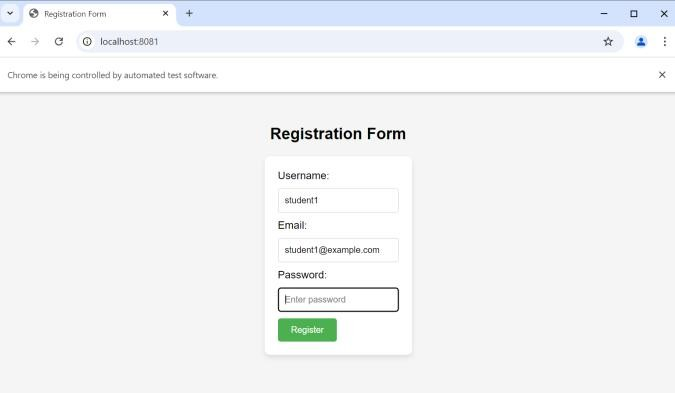 Registration Form
localhost:8081
Chrome is being controlled by automated test software.
Registration Form
Username:
student1
Email:
student1@example.com
Password:
Enter password
Register